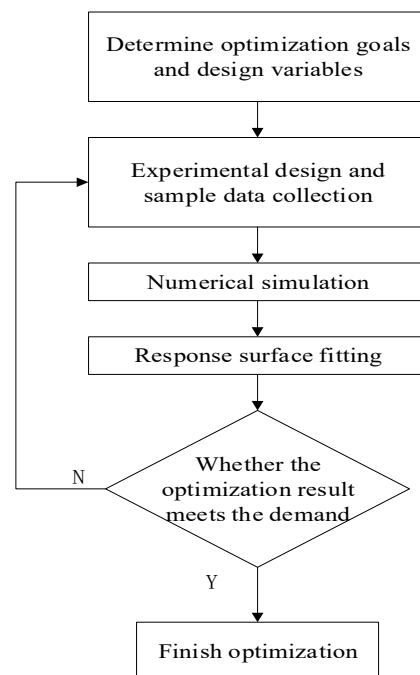 Determine optimization goals
and design variables
Experimental design and
sample data collection
Numerical simulation
Response surface fitting
Whether the
optimization result
meets the demand
N
Y
Finish optimization